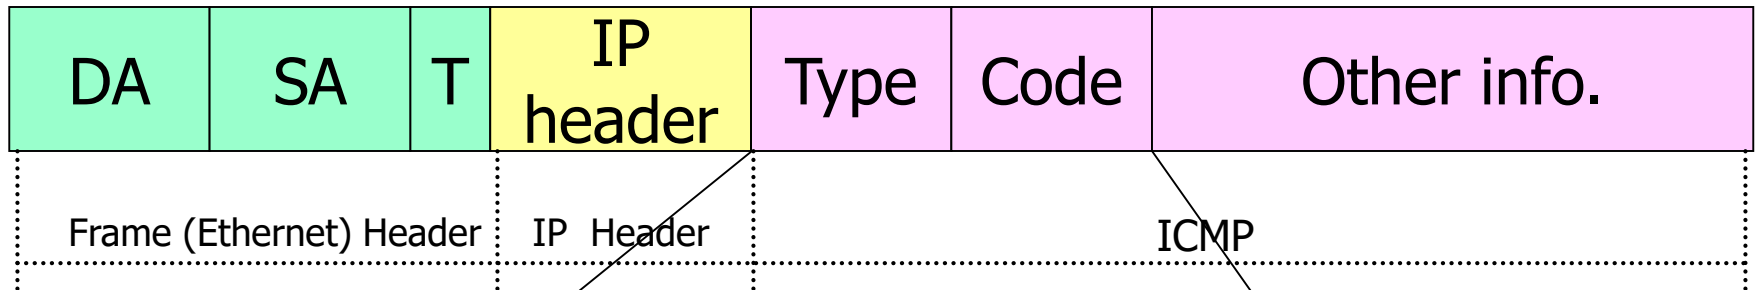 DA SA T IP header Type Code Other info.
Frame (Ethernet) Header IP Header ICMP